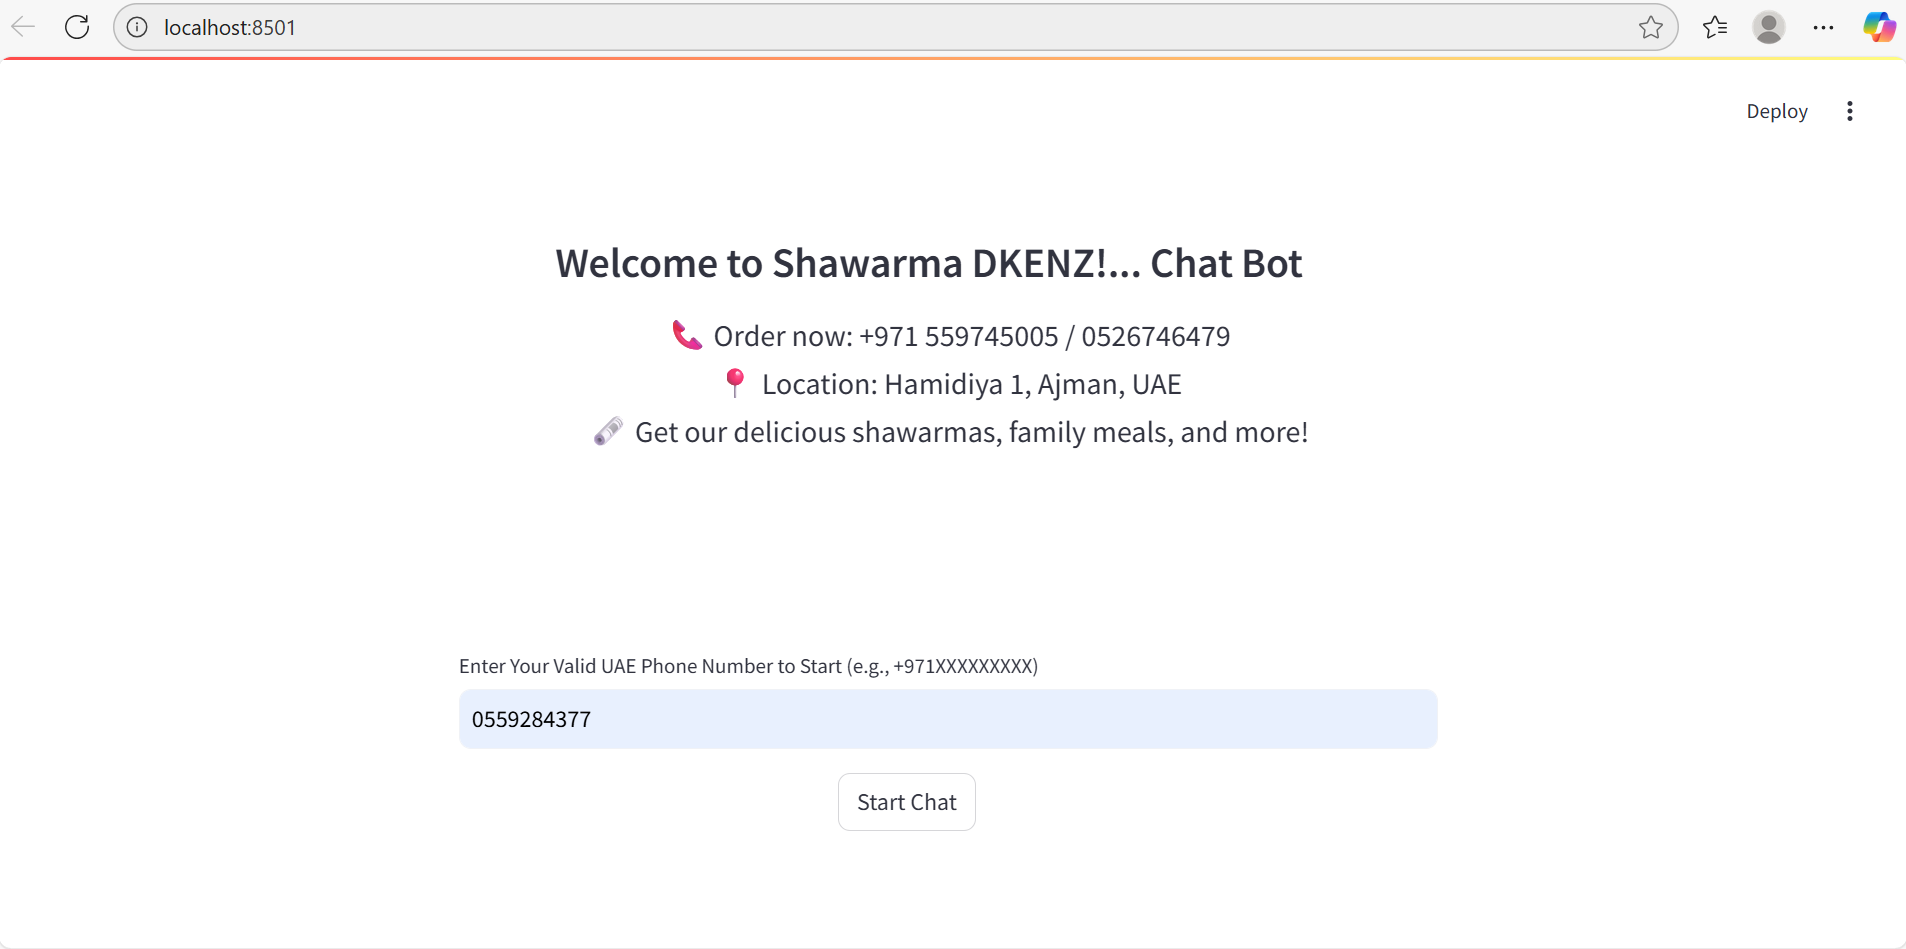 localhost:8501
Deploy
Welcome to Shawarma DKENZ!... Chat Bot
Order now: +971 559745005 / 0526746479
Location: Hamidiya 1, Ajman, UAE
Get our delicious shawarmas, family meals, and more!
Enter Your Valid UAE Phone Number to Start (e.g., +971XXXXXXXXX)
0559284377
Start Chat